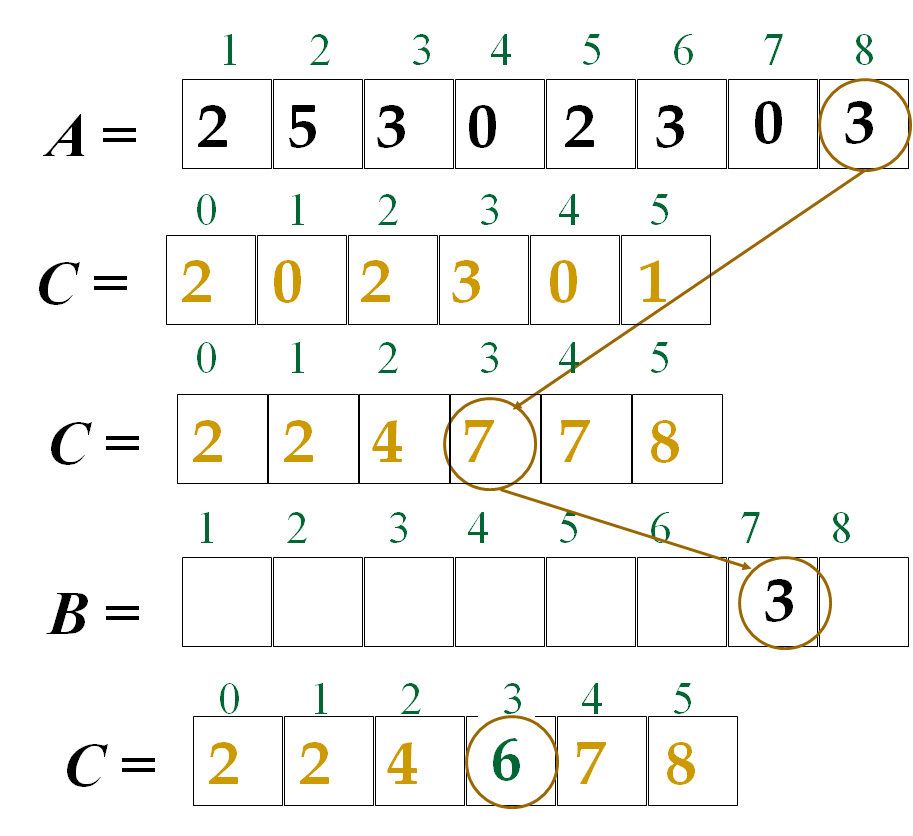 1 2 3 4 5 6 7 8
A = 2 5 3 0 2 3 0 3
0 1 2 3 4 5
C = 2 0 2 3 0 1
0 1 2 3 4 5
C = 2 2 4 7 7 8
1 2 3 4 5 6 7 8
B = 3
0 1 2 3 4 5
C = 2 2 4 6 7 8